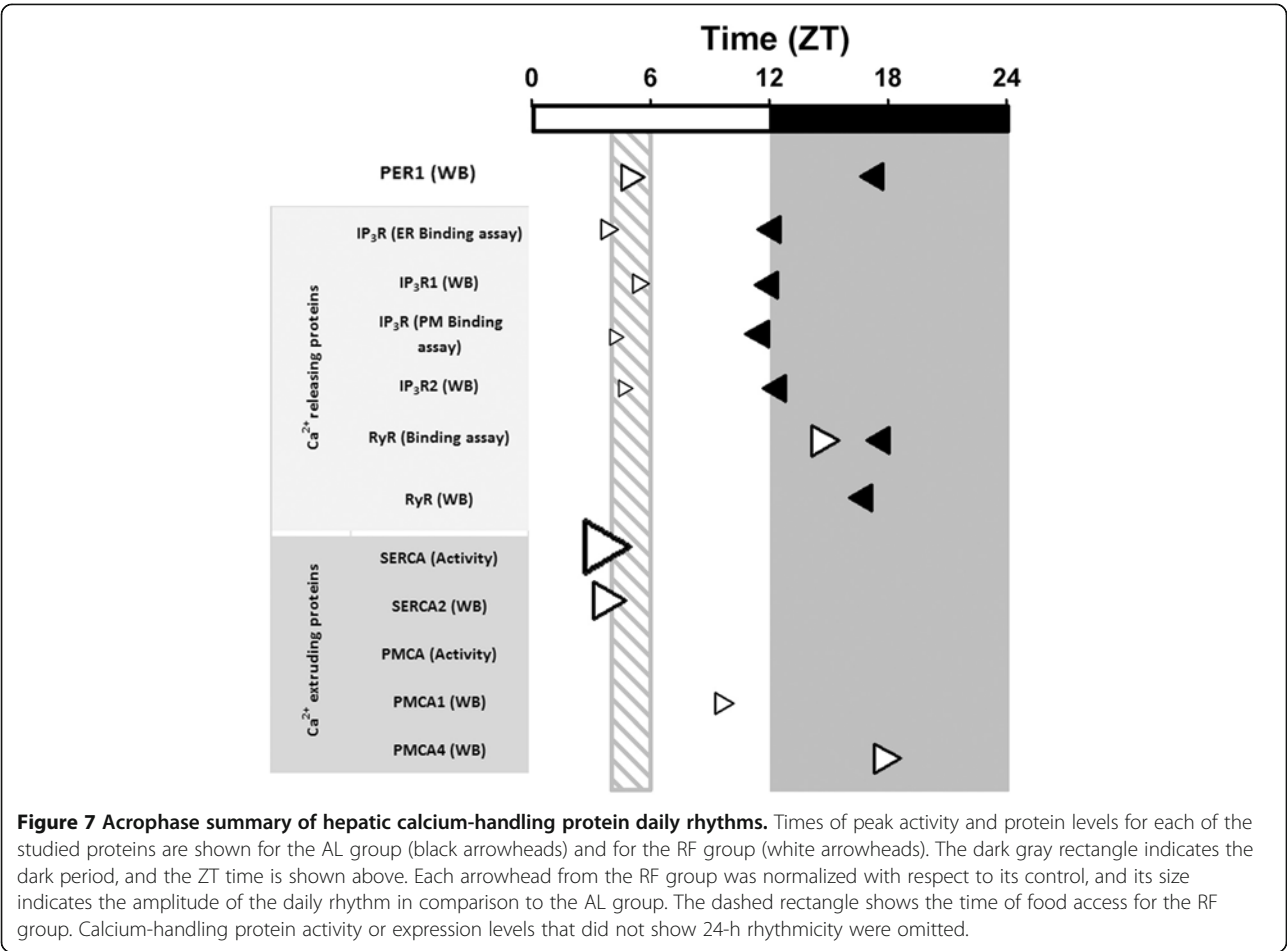 Time (ZT)
0 6 12 18 24
PER1 (WB)
Ca2+ releasing proteins
IP3R (ER Binding assay)
IP3R1 (WB)
IP3R (PM Binding
assay)
IP3R2 (WB)
RyR (Binding assay)
RyR (WB)
Ca2+ extruding proteins
SERCA (Activity)
SERCA2 (WB)
PMCA (Activity)
PMCA1 (WB)
PMCA4 (WB)
Figure 7 Acrophase summary of hepatic calcium-handling protein daily rhythms. Times of peak activity and protein levels for each of the
studied proteins are shown for the AL group (black arrowheads) and for the RF group (white arrowheads). The dark gray rectangle indicates the
dark period, and the ZT time is shown above. Each arrowhead from the RF group was normalized with respect to its control, and its size
indicates the amplitude of the daily rhythm in comparison to the AL group. The dashed rectangle shows the time of food access for the RF
group. Calcium-handling protein activity or expression levels that did not show 24-h rhythmicity were omitted.